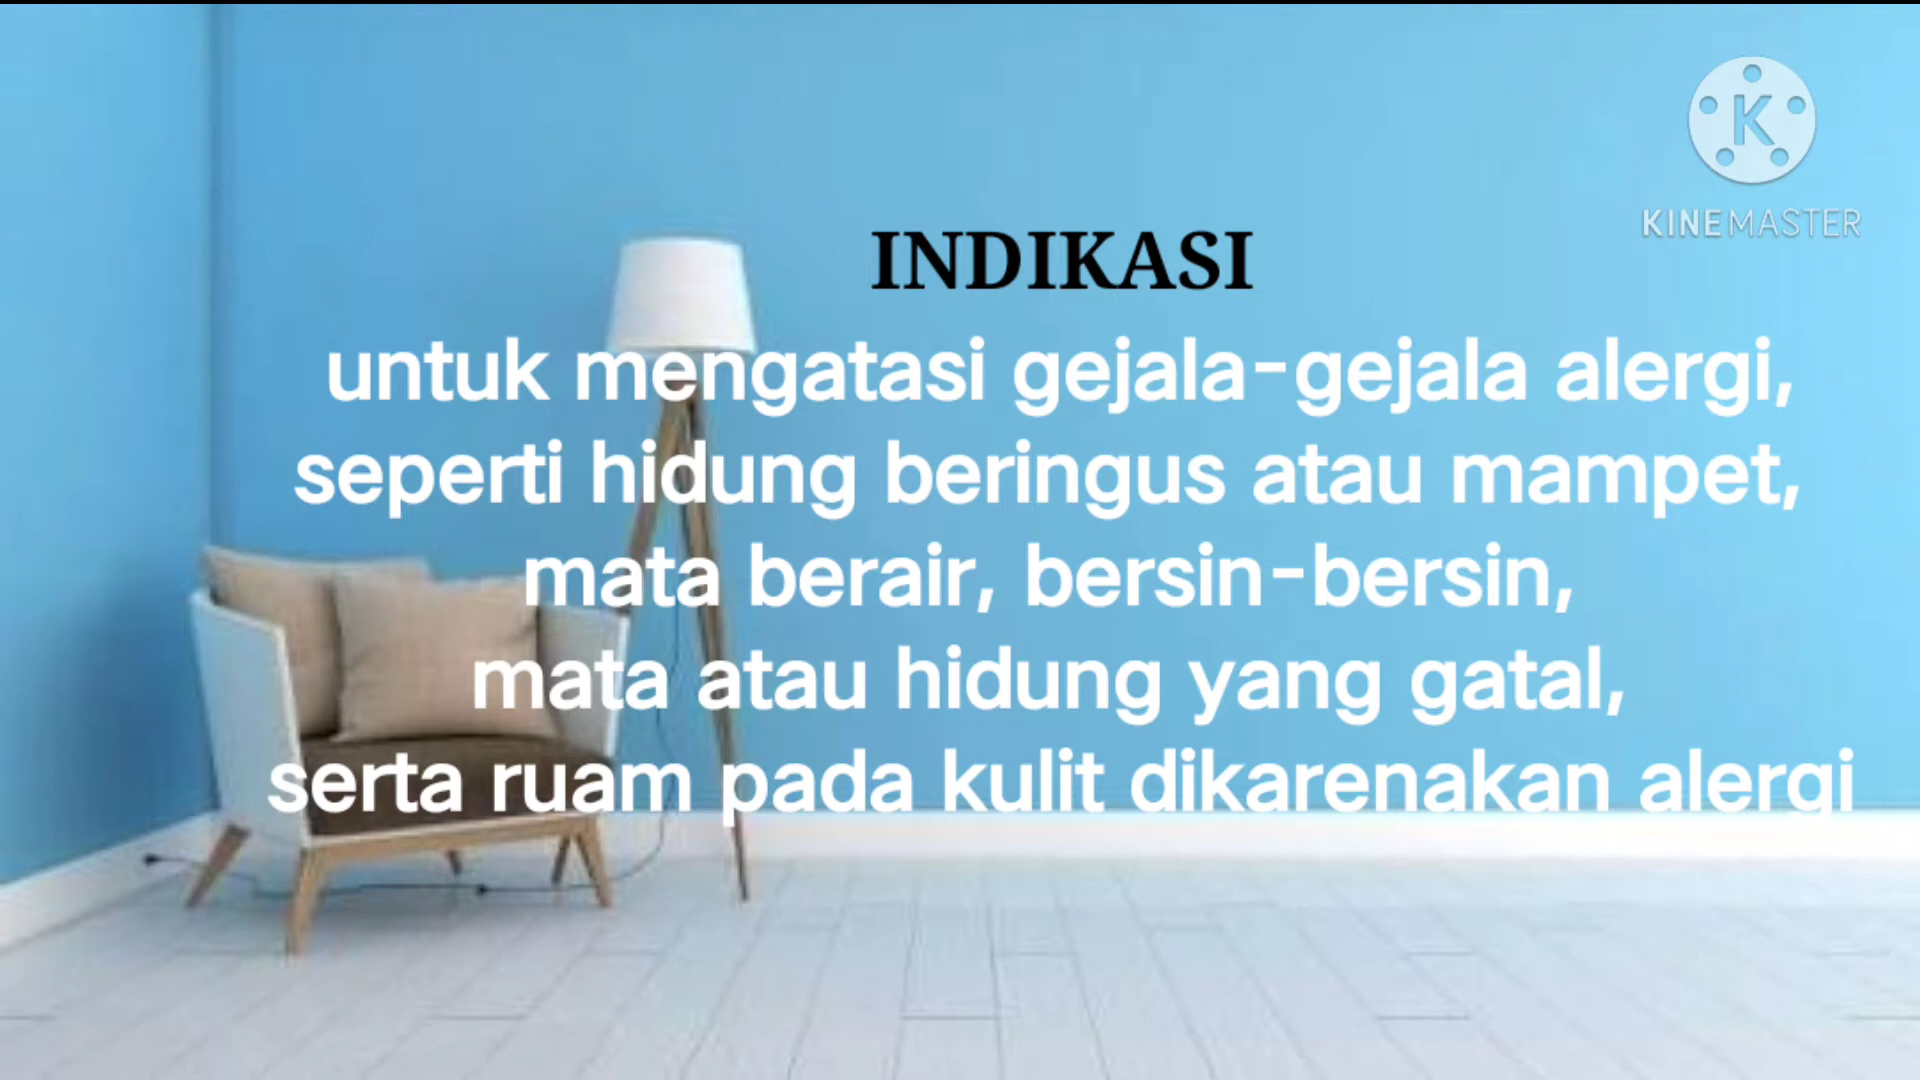 K
KINEMASTER
INDIKASI
untuk mengatasi gejala-gejala alergi,
seperti hidung beringus atau mampet,
mata berair, bersin-bersin,
mata atau hidung yang gatal,
serta ruam pada kulit dikarenakan alergi